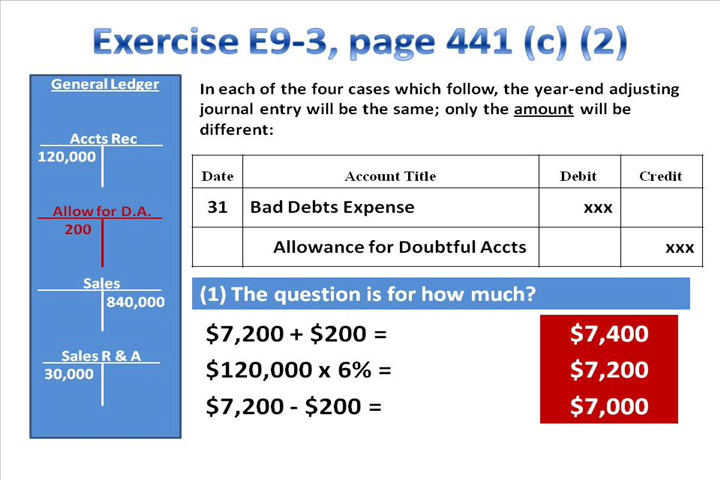 Exercise E9-3, page 441 (c) (2)
General Ledger
Accts Rec
120,000
Allow for D.A.
200
Sales
840,000
Sales R & A
30,000
In each of the four cases which follow, the year-end adjusting
journal entry will be the same; only the amount will be
different:
Date Account Title Debit Credit
31 Bad Debts Expense xxx
Allowance for Doubtful Accts xxx
(1) The question is for how much?
$7,200 + $200 = $7,400
$120,000 x 6% = $7,200
$7,200 - $200 = $7,000